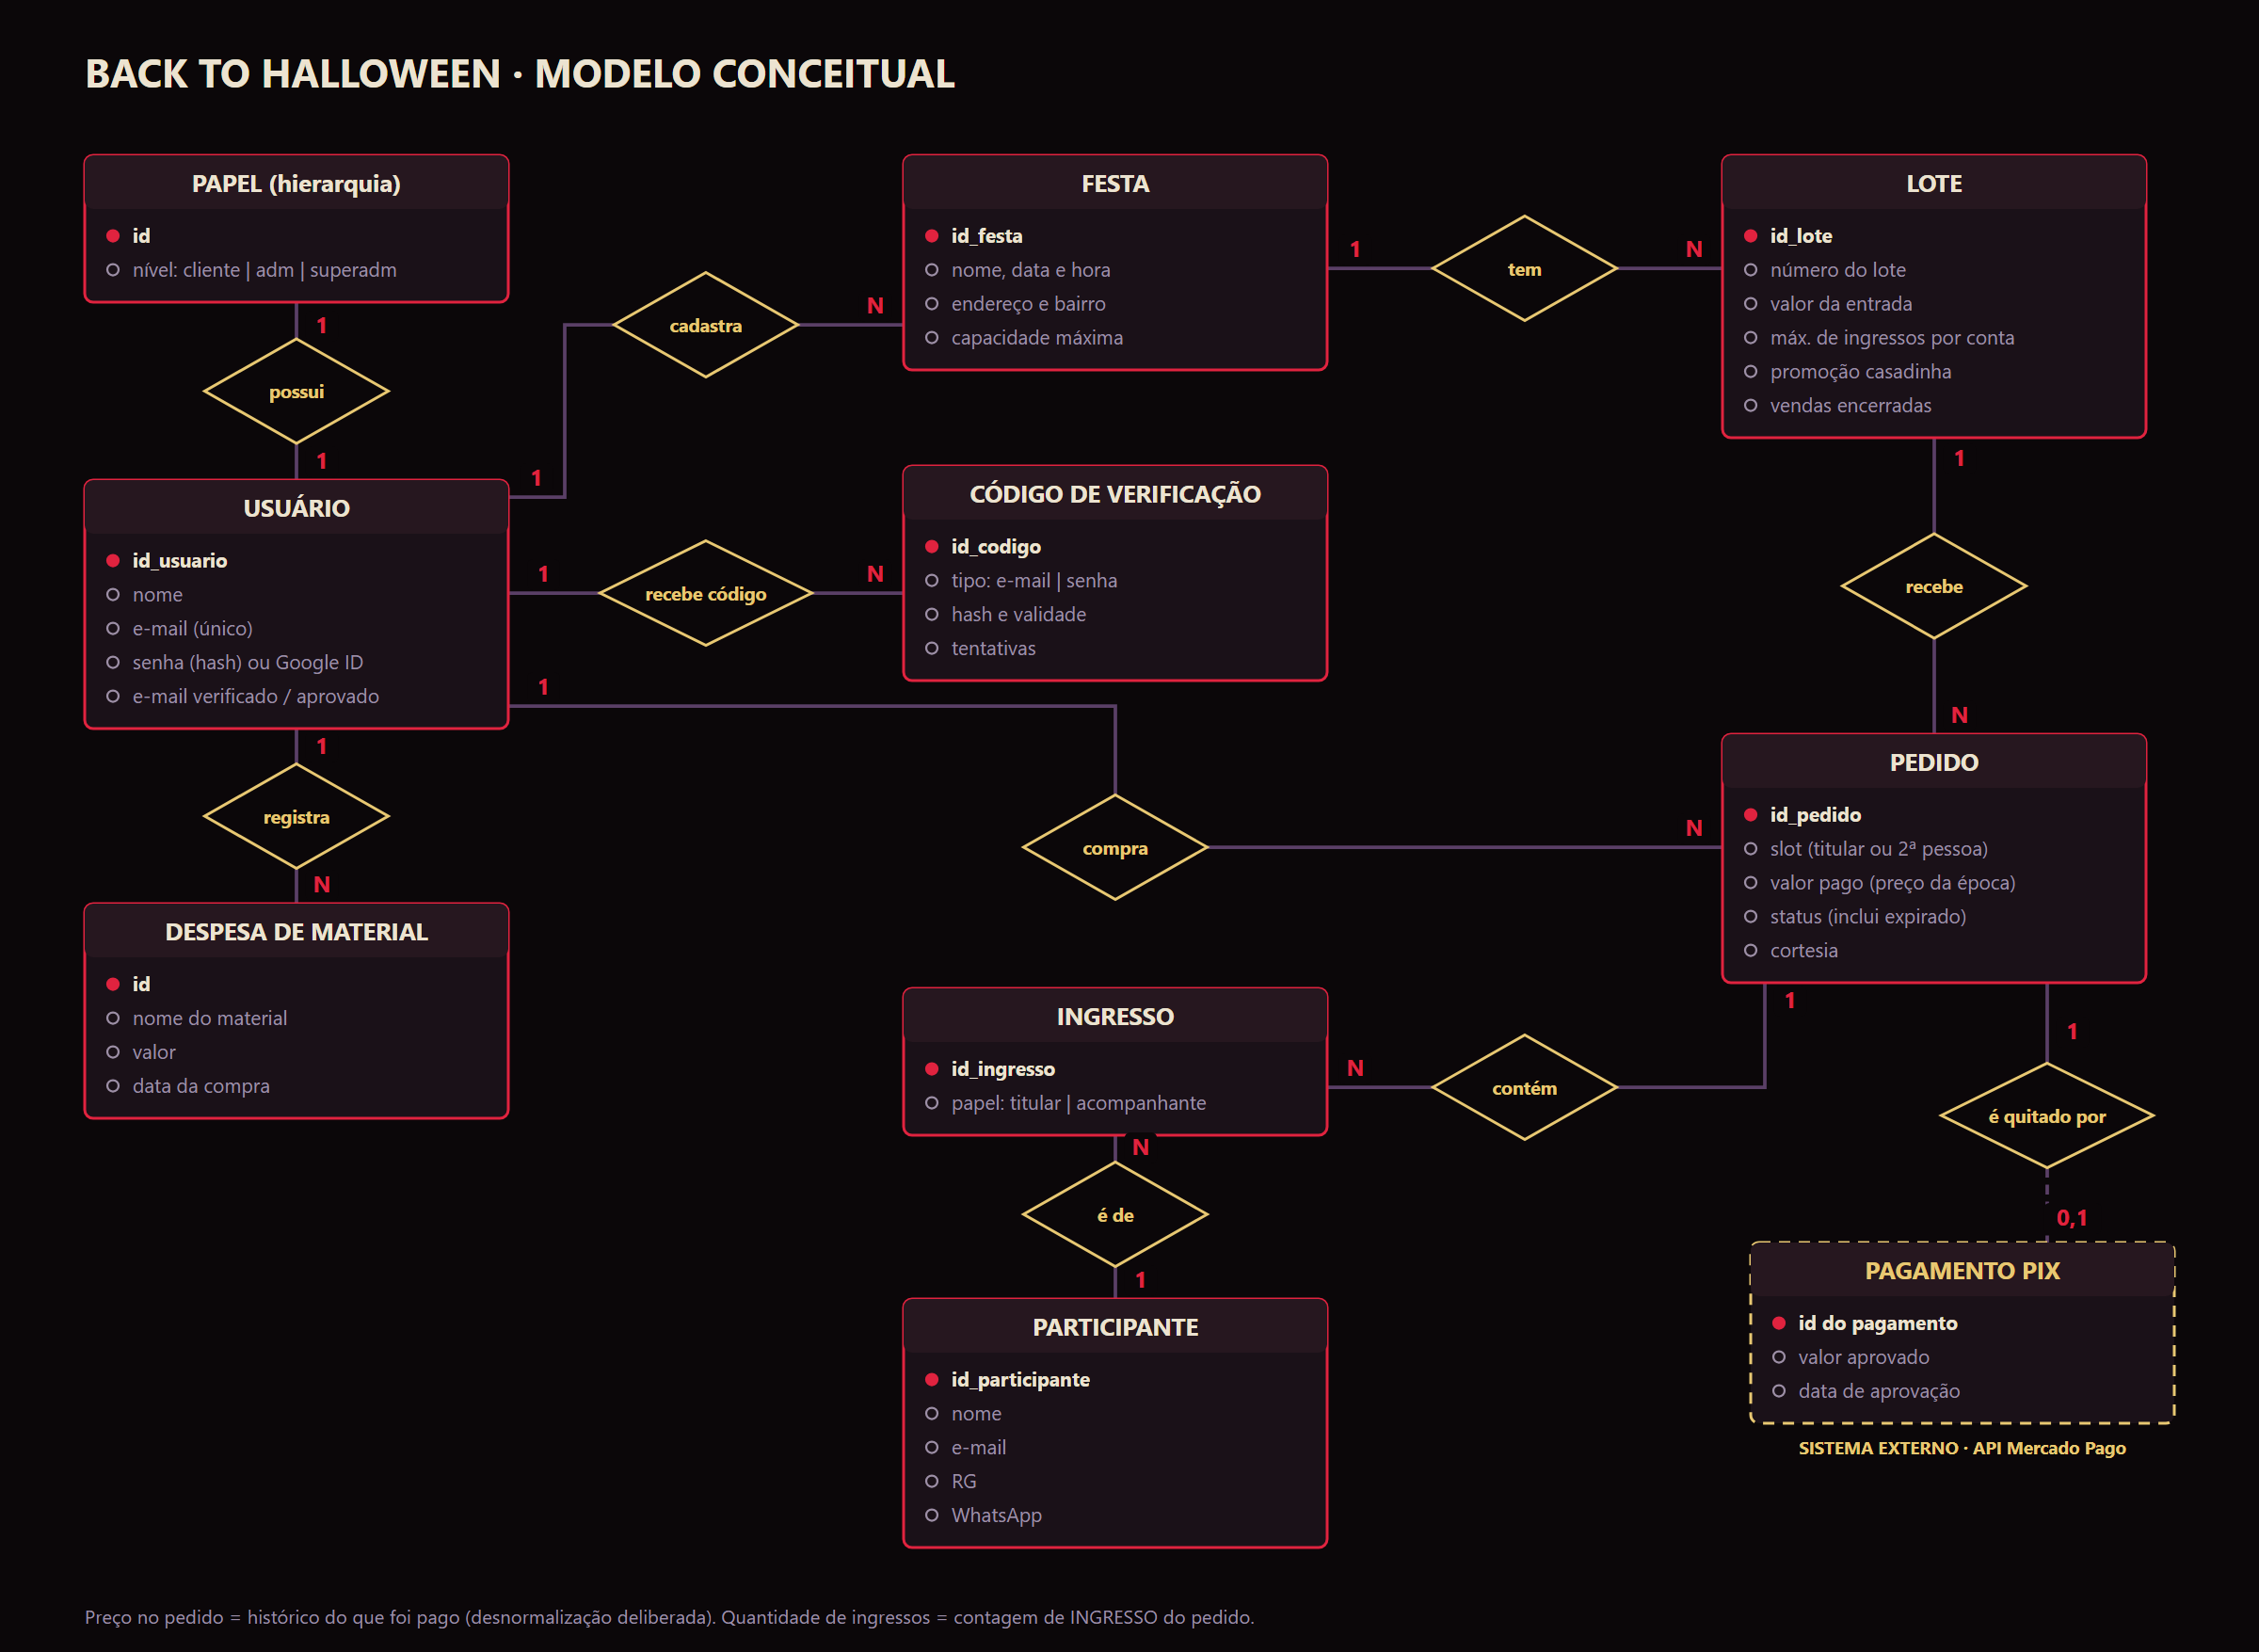 BACK TO HALLOWEEN · MODELO CONCEITUAL
PAPEL (hierarquia)
id
nível: cliente | adm | superadm
1
possui
1
USUÁRIO
id_usuario
nome
e-mail (único)
senha (hash) ou Google ID
e-mail verificado / aprovado
1
cadastra
N
FESTA
id_festa
nome, data e hora
endereço e bairro
capacidade máxima
1
tem
N
LOTE
id_lote
número do lote
valor da entrada
máx. de ingressos por conta
promoção casadinha
vendas encerradas
1
recebe código
N
CÓDIGO DE VERIFICAÇÃO
id_codigo
tipo: e-mail | senha
hash e validade
tentativas
1
recebe
N
1
compra
N
PEDIDO
id_pedido
slot (titular ou 2ª pessoa)
valor pago (preço da época)
status (inclui expirado)
cortesia
1
registra
N
DESPESA DE MATERIAL
id
nome do material
valor
data da compra
INGRESSO
id_ingresso
papel: titular | acompanhante
N
contém
1
1
é quitado por
0,1
N
é de
1
PARTICIPANTE
id_participante
nome
e-mail
RG
WhatsApp
PAGAMENTO PIX
id do pagamento
valor aprovado
data de aprovação
SISTEMA EXTERNO · API Mercado Pago
Preço no pedido = histórico do que foi pago (desnormalização deliberada). Quantidade de ingressos = contagem de INGRESSO do pedido.